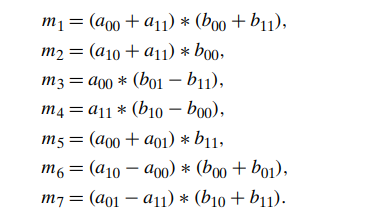 m₁ = (a₀₀ + a₁₁) * (b₀₀ + b₁₁),
m₂ = (a₁₀ + a₁₁) * b₀₀,
m₃ = a₀₀ * (b₀₁ − b₁₁),
m₄ = a₁₁ * (b₁₀ − b₀₀),
m₅ = (a₀₀ + a₀₁) * b₁₁,
m₆ = (a₁₀ − a₀₀) * (b₀₀ + b₀₁),
m₇ = (a₀₁ − a₁₁) * (b₁₀ + b₁₁).